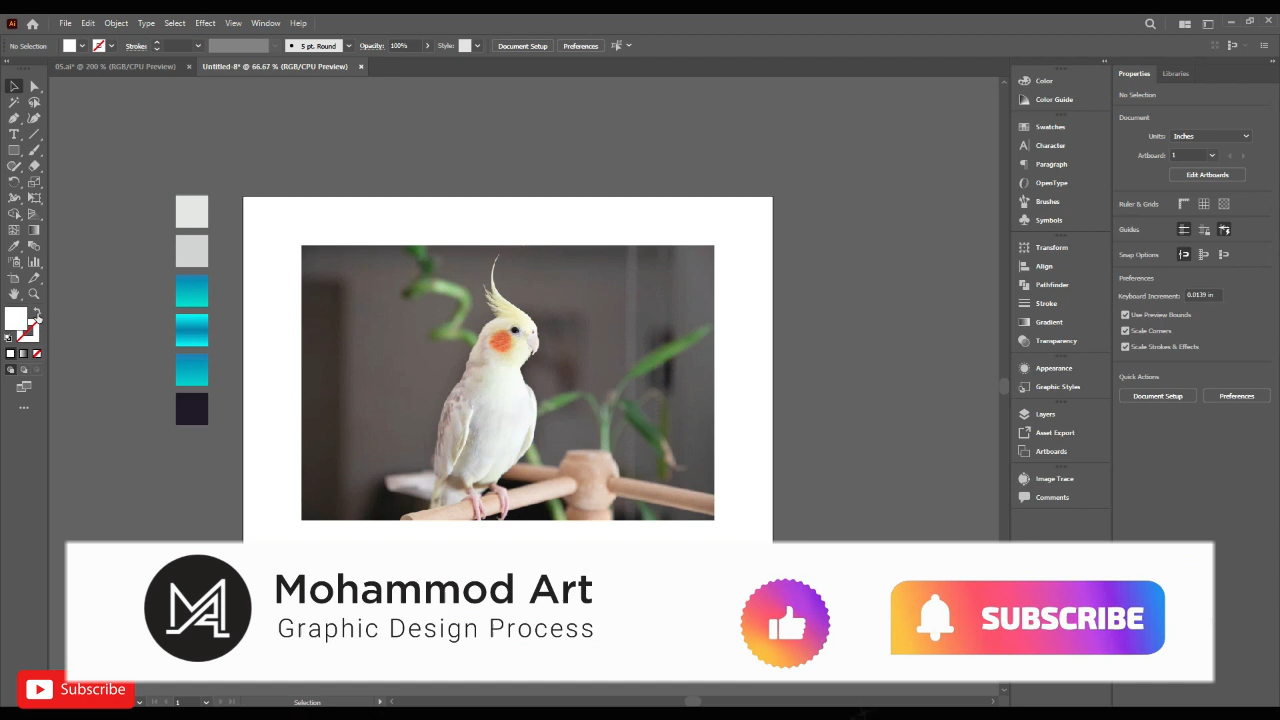 Ai File Edit Object Type Select Effect View Window Help
No Selection Stroke: 5 pt. Round Opacity: 100% Style: Document Setup Preferences
05.ai* @ 200 % (RGB/CPU Preview) × Untitled-8* @ 66.67 % (RGB/CPU Preview) ×
Color
Color Guide
Swatches
Character
Paragraph
OpenType
Brushes
Symbols
Transform
Align
Pathfinder
Stroke
Gradient
Transparency
Appearance
Graphic Styles
Layers
Asset Export
Artboards
Image Trace
Comments
Properties Libraries
No Selection
Document
Units: Inches
Artboard: 1
Edit Artboards
Ruler & Grids
Guides
Snap Options
Preferences
Keyboard Increment: 0.0139 in
Use Preview Bounds
Scale Corners
Scale Strokes & Effects
Quick Actions
Document Setup Preferences
Mohammod Art
Graphic Design Process
SUBSCRIBE
Subscribe
1 Selection